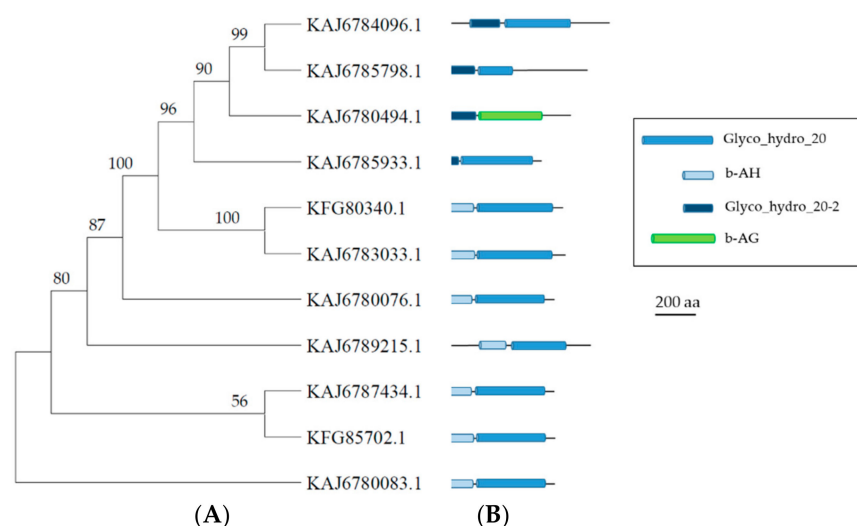 KAJ6784096.1
99
KAJ6785798.1
90
KAJ6780494.1
96
KAJ6785933.1
100
KFG80340.1
100
KAJ6783033.1
87
KAJ6780076.1
80
KAJ6789215.1
KAJ6787434.1
56
KFG85702.1
KAJ6780083.1
Glyco_hydro_20
b-AH
Glyco_hydro_20-2
b-AG
200 aa
(A) (B)